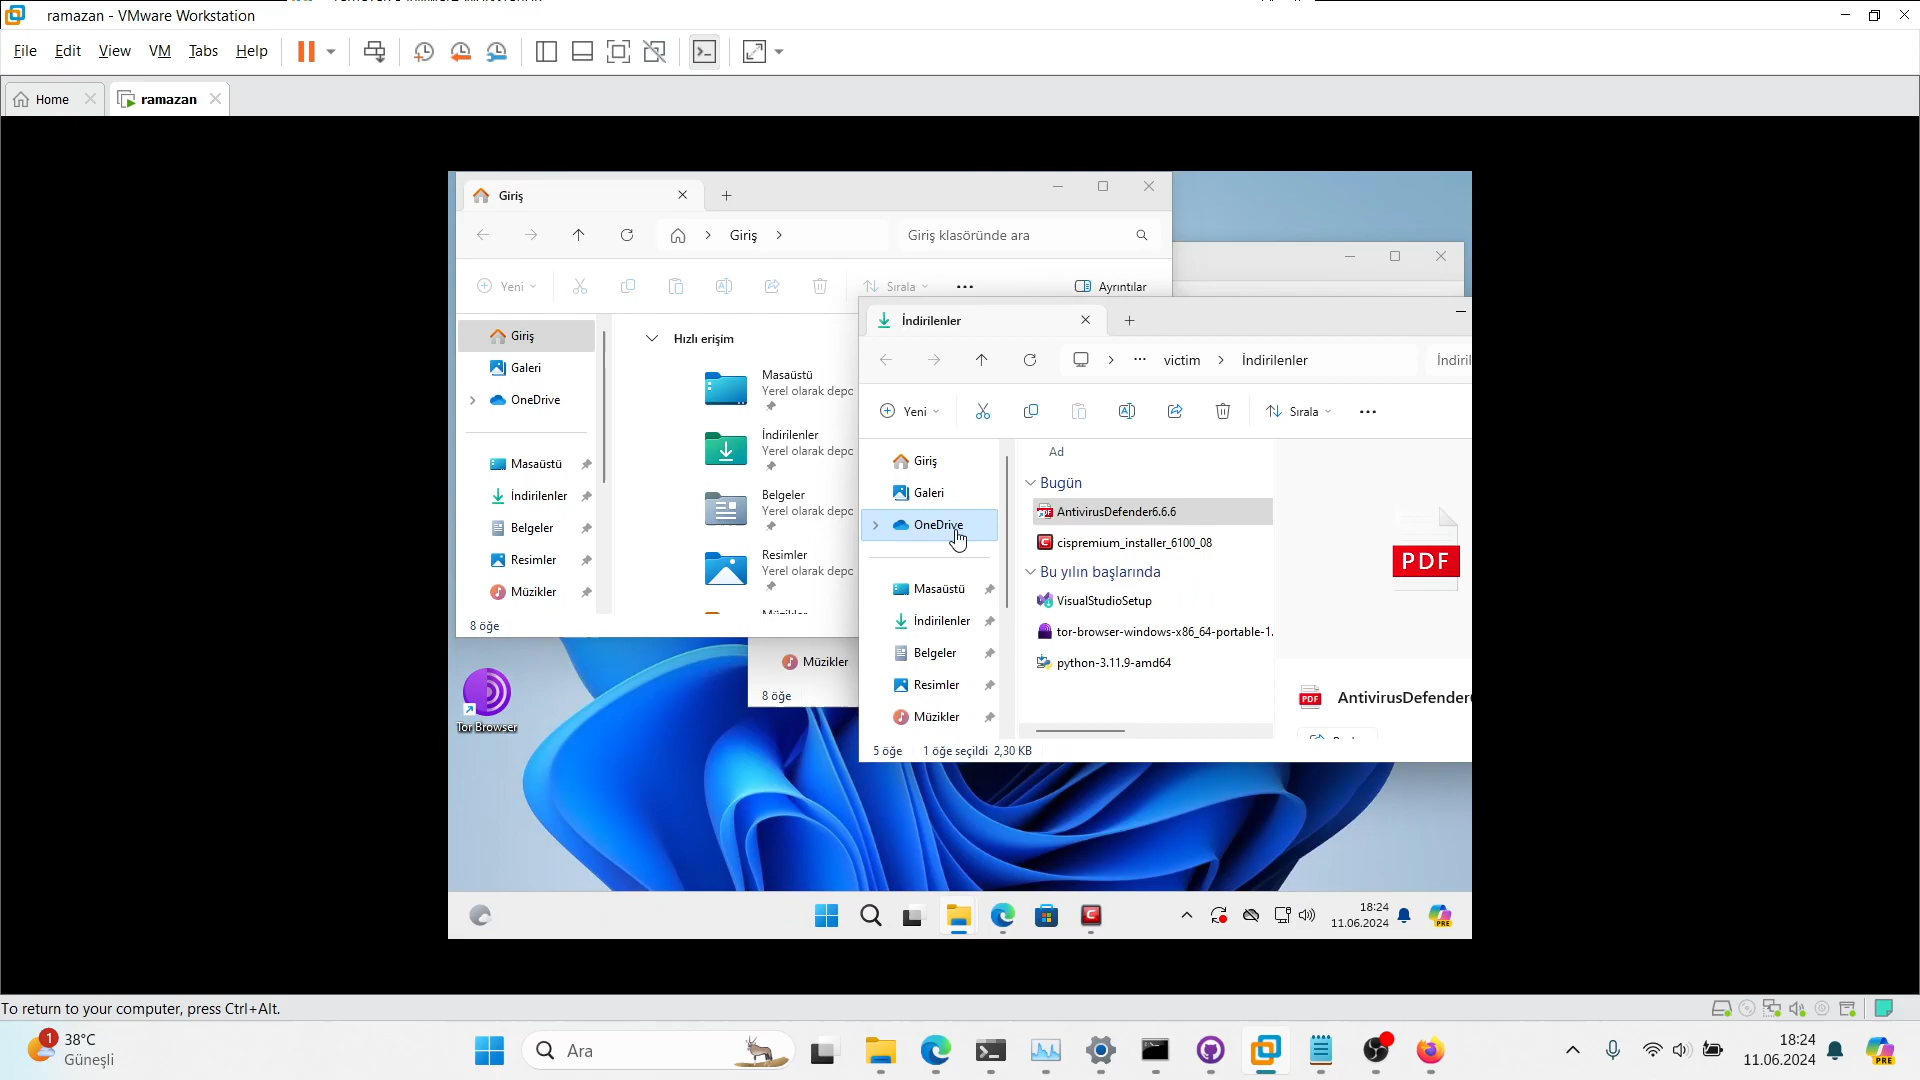 ramazan - VMware Workstation
File Edit View VM Tabs Help
Home
ramazan
Giriş
Giriş
Giriş klasöründe ara
Yeni
Sırala
Ayrıntılar
Giriş
Galeri
OneDrive
Masaüstü
İndirilenler
Belgeler
Resimler
Müzikler
8 öğe
Hızlı erişim
Masaüstü
Yerel olarak depo
İndirilenler
Yerel olarak depo
Belgeler
Yerel olarak depo
Resimler
Yerel olarak depo
Müzikler
8 öğe
İndirilenler
victim
İndirilenler
İndiril
Yeni
Sırala
Giriş
Galeri
OneDrive
Masaüstü
İndirilenler
Belgeler
Resimler
Müzikler
Ad
Bugün
AntivirusDefender6.6.6
cispremium_installer_6100_08
Bu yılın başlarında
VisualStudioSetup
tor-browser-windows-x86_64-portable-1.
python-3.11.9-amd64
PDF
PDF
AntivirusDefender
5 öğe
1 öğe seçildi 2,30 KB
Tor Browser
18:24
11.06.2024
PRE
To return to your computer, press Ctrl+Alt.
1
38°C
Güneşli
Ara
18:24
11.06.2024
PRE